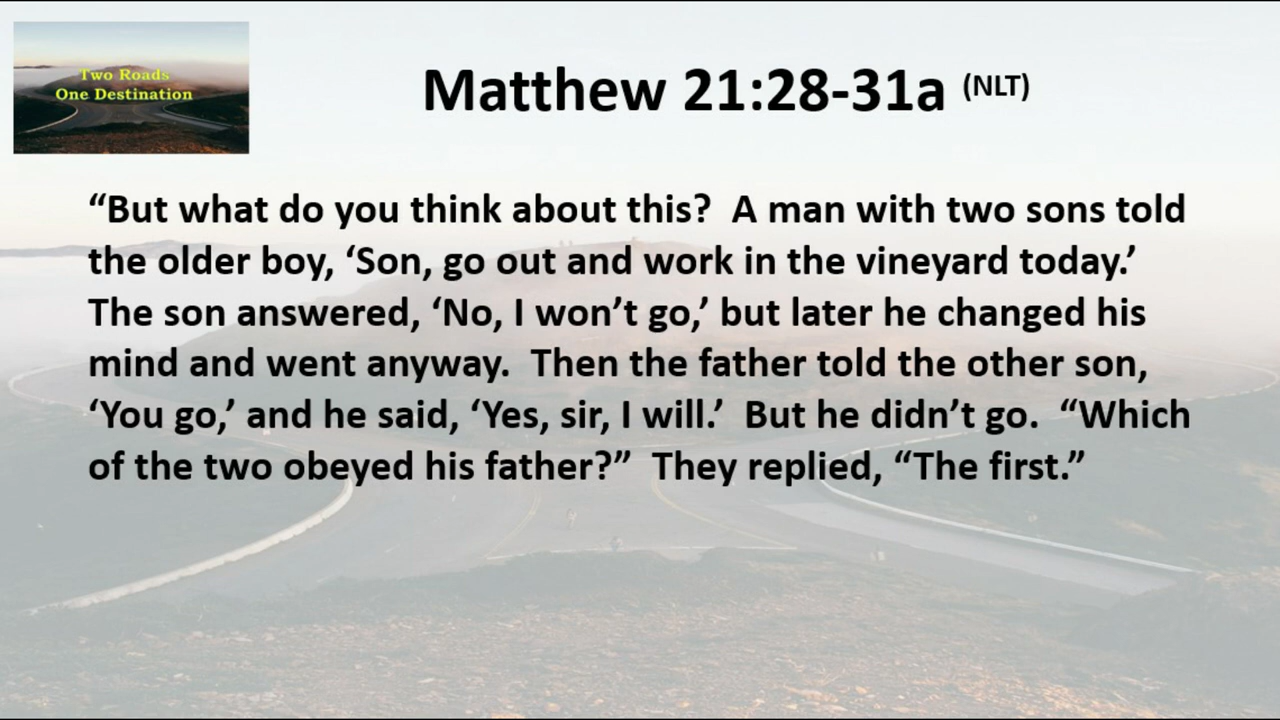 Two Roads
One Destination
Matthew 21:28-31a (NLT)
“But what do you think about this?  A man with two sons told
the older boy, ‘Son, go out and work in the vineyard today.’
The son answered, ‘No, I won’t go,’ but later he changed his
mind and went anyway.  Then the father told the other son,
‘You go,’ and he said, ‘Yes, sir, I will.’  But he didn’t go.  “Which
of the two obeyed his father?”  They replied, “The first.”